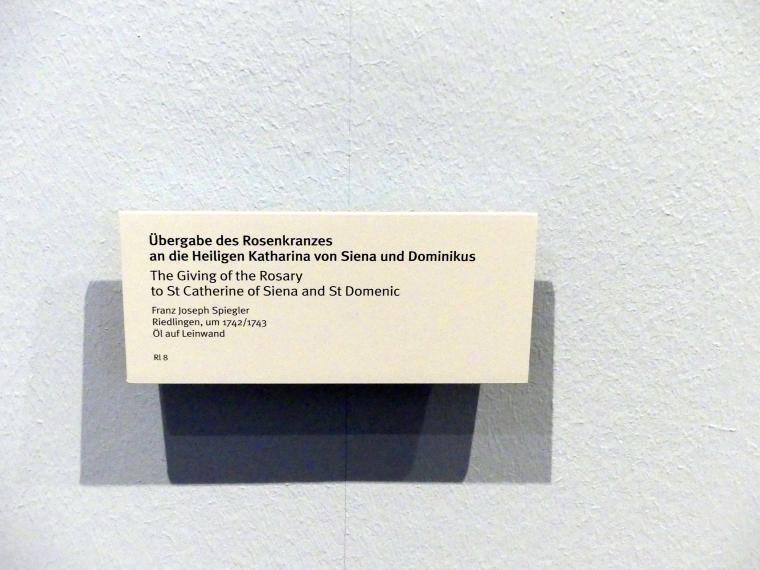 Übergabe des Rosenkranzes
an die Heiligen Katharina von Siena und Dominikus
The Giving of the Rosary
to St Catherine of Siena and St Domenic
Franz Joseph Spiegler
Riedlingen, um 1742/1743
Öl auf Leinwand
Rl 8